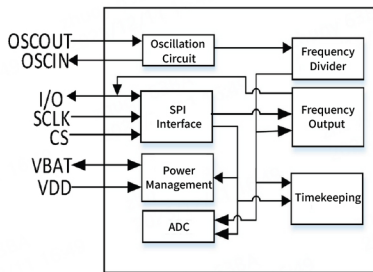 OSCOUT
OSCIN
I/O
SCLK
CS
VBAT
VDD
Oscillation
Circuit
SPI
Interface
Power
Management
ADC
Frequency
Divider
Frequency
Output
Timekeeping